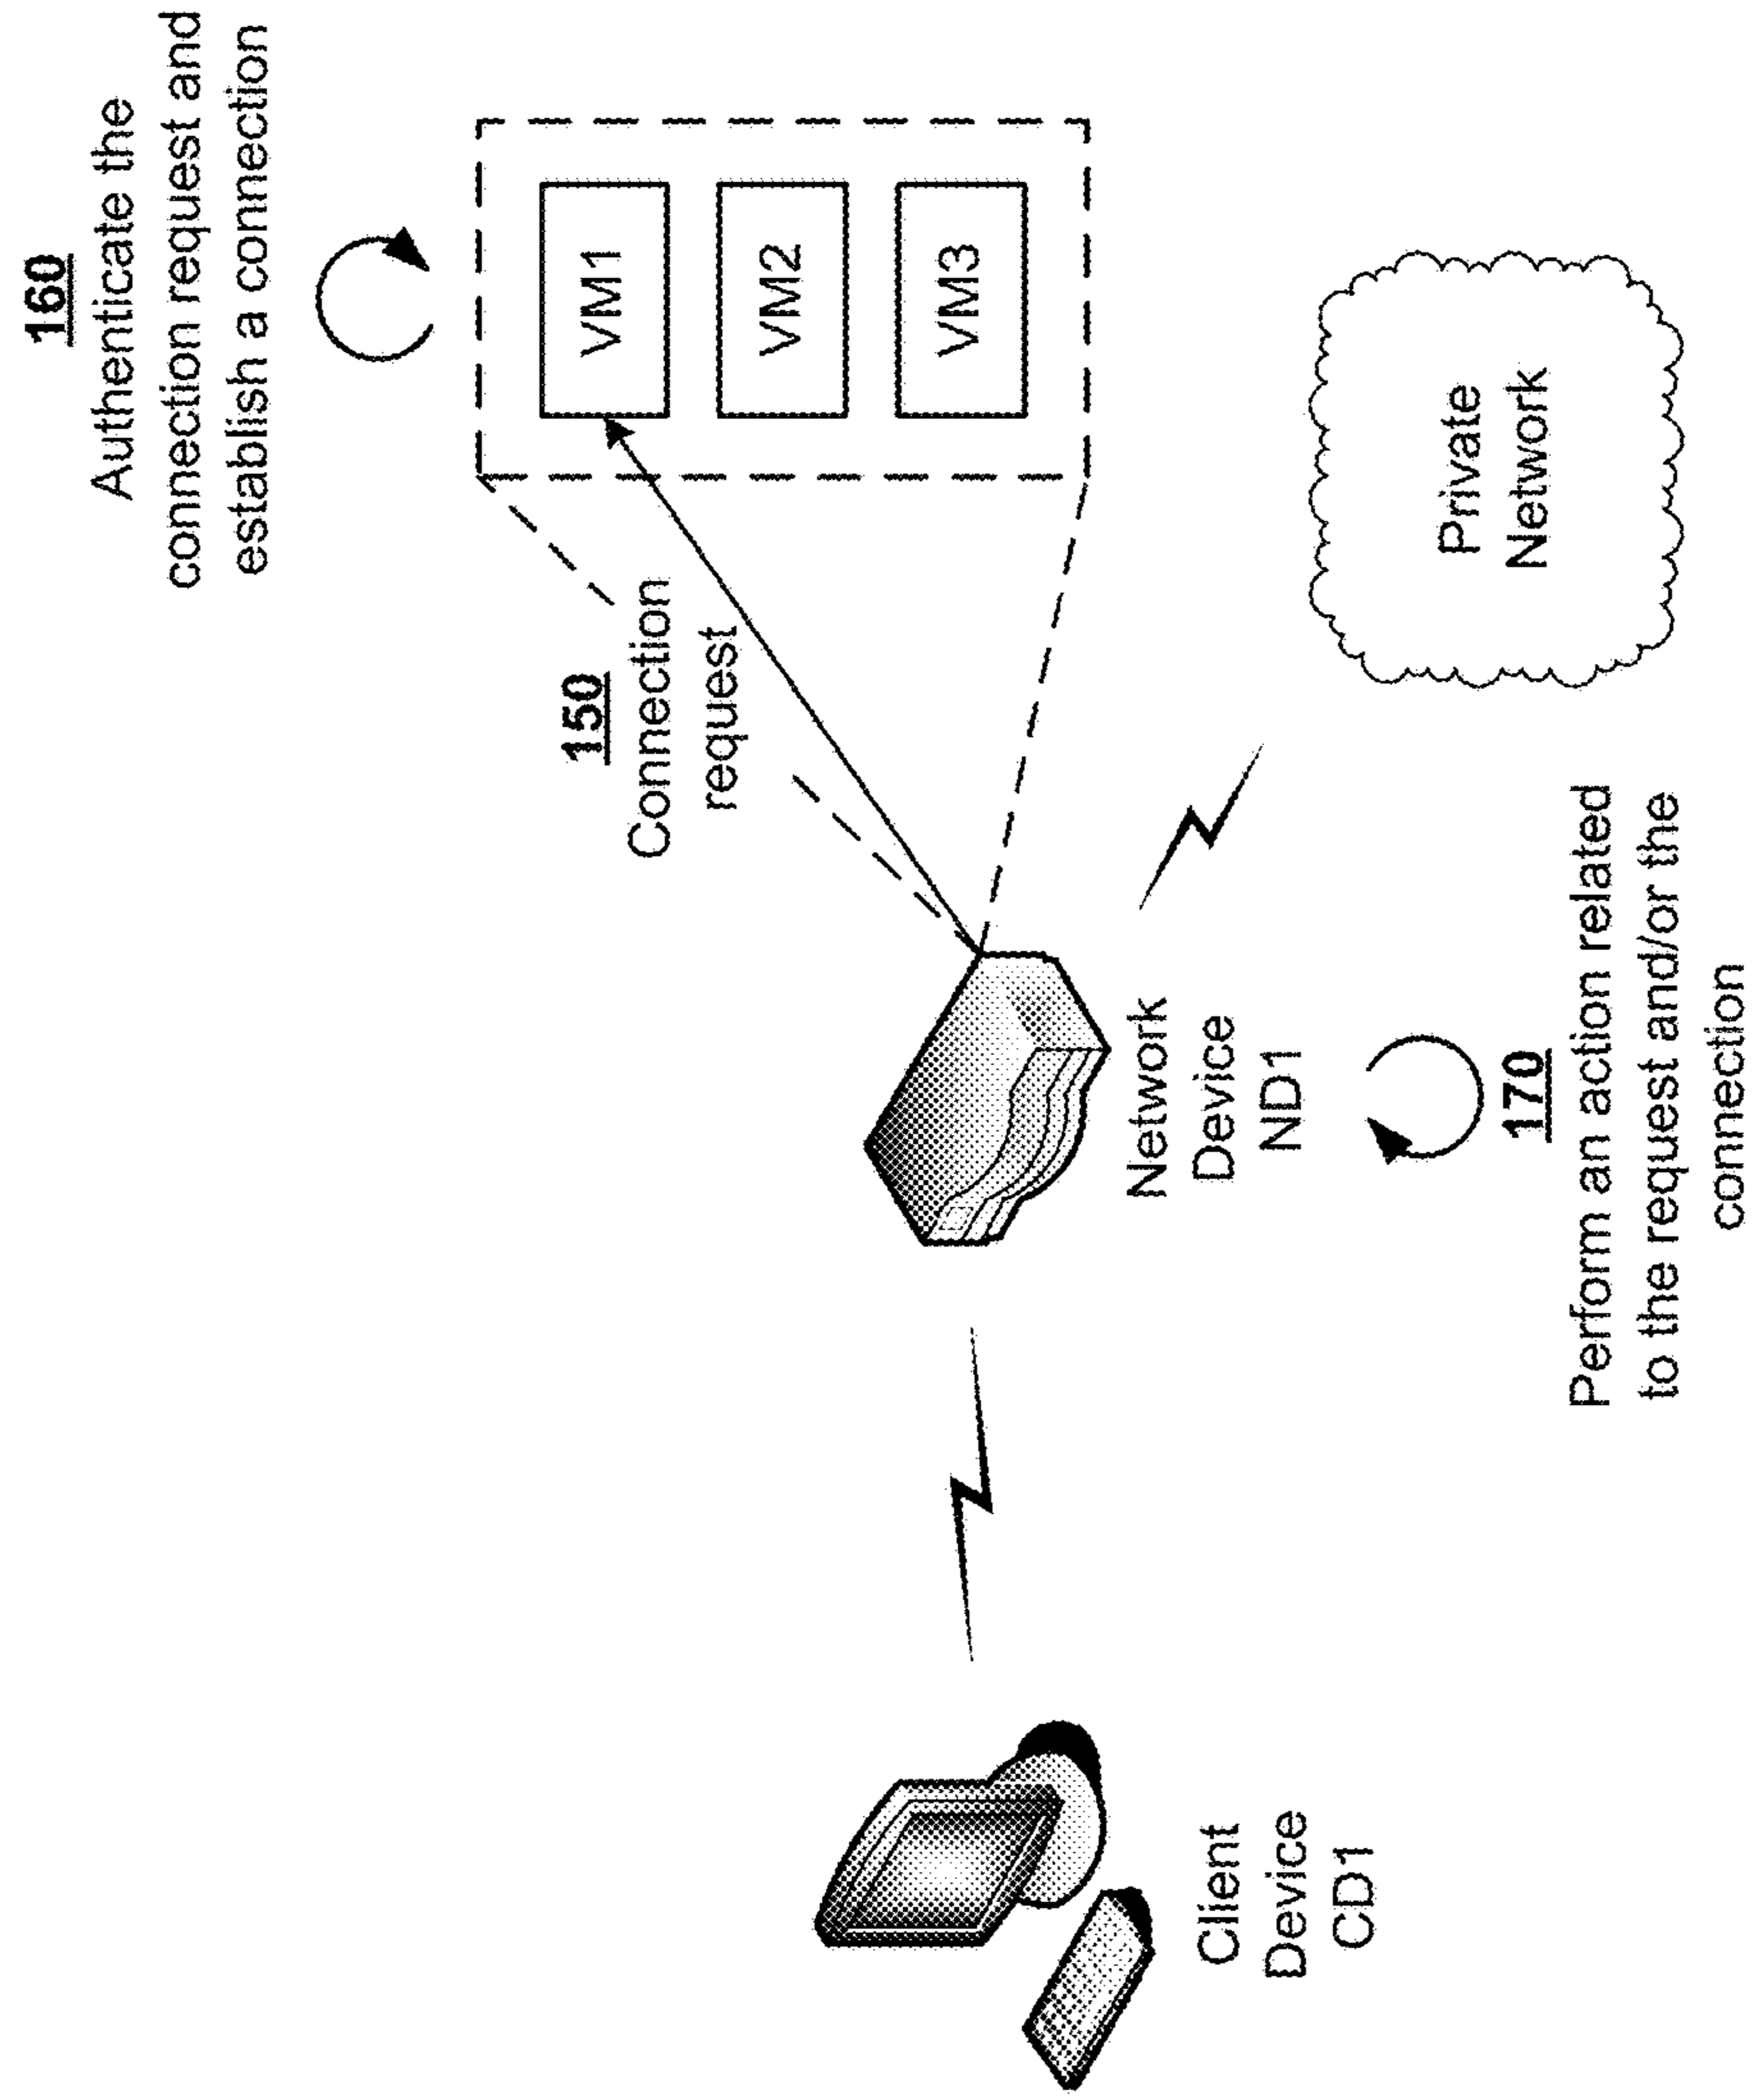 160
Authenticate the
connection request and
establish a connection
150
Connection
request
VM1
VM2
VM3
Client
Device
CD1
Network
Device
ND1
Private
Network
170
Perform an action related
to the request and/or the
connection